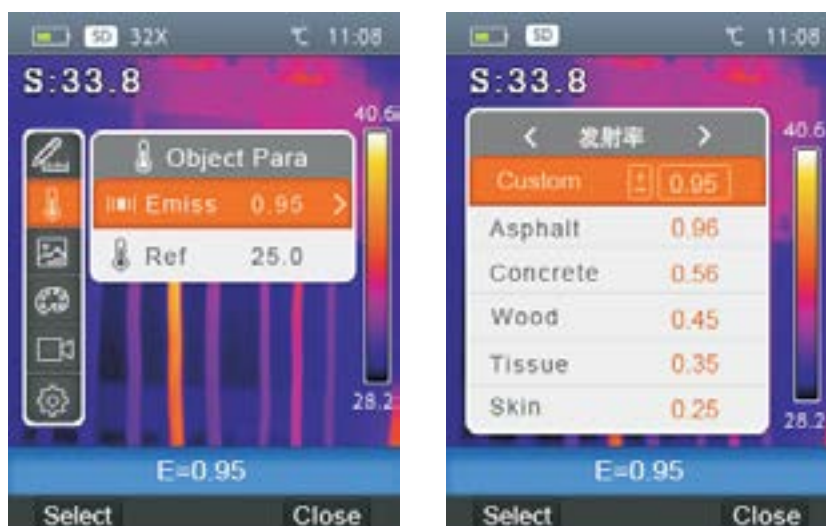 SD 32X ℃ 11:08
S:33.8
40.6
Object Para
Emiss 0.95 >
Ref 25.0
28.2
E=0.95
Select Close
SD ℃ 11:08
S:33.8
< 发射率 >
40.6
Custom 0.95
Asphalt 0.96
Concrete 0.56
Wood 0.45
Tissue 0.35
Skin 0.25
28.2
E=0.95
Select Close